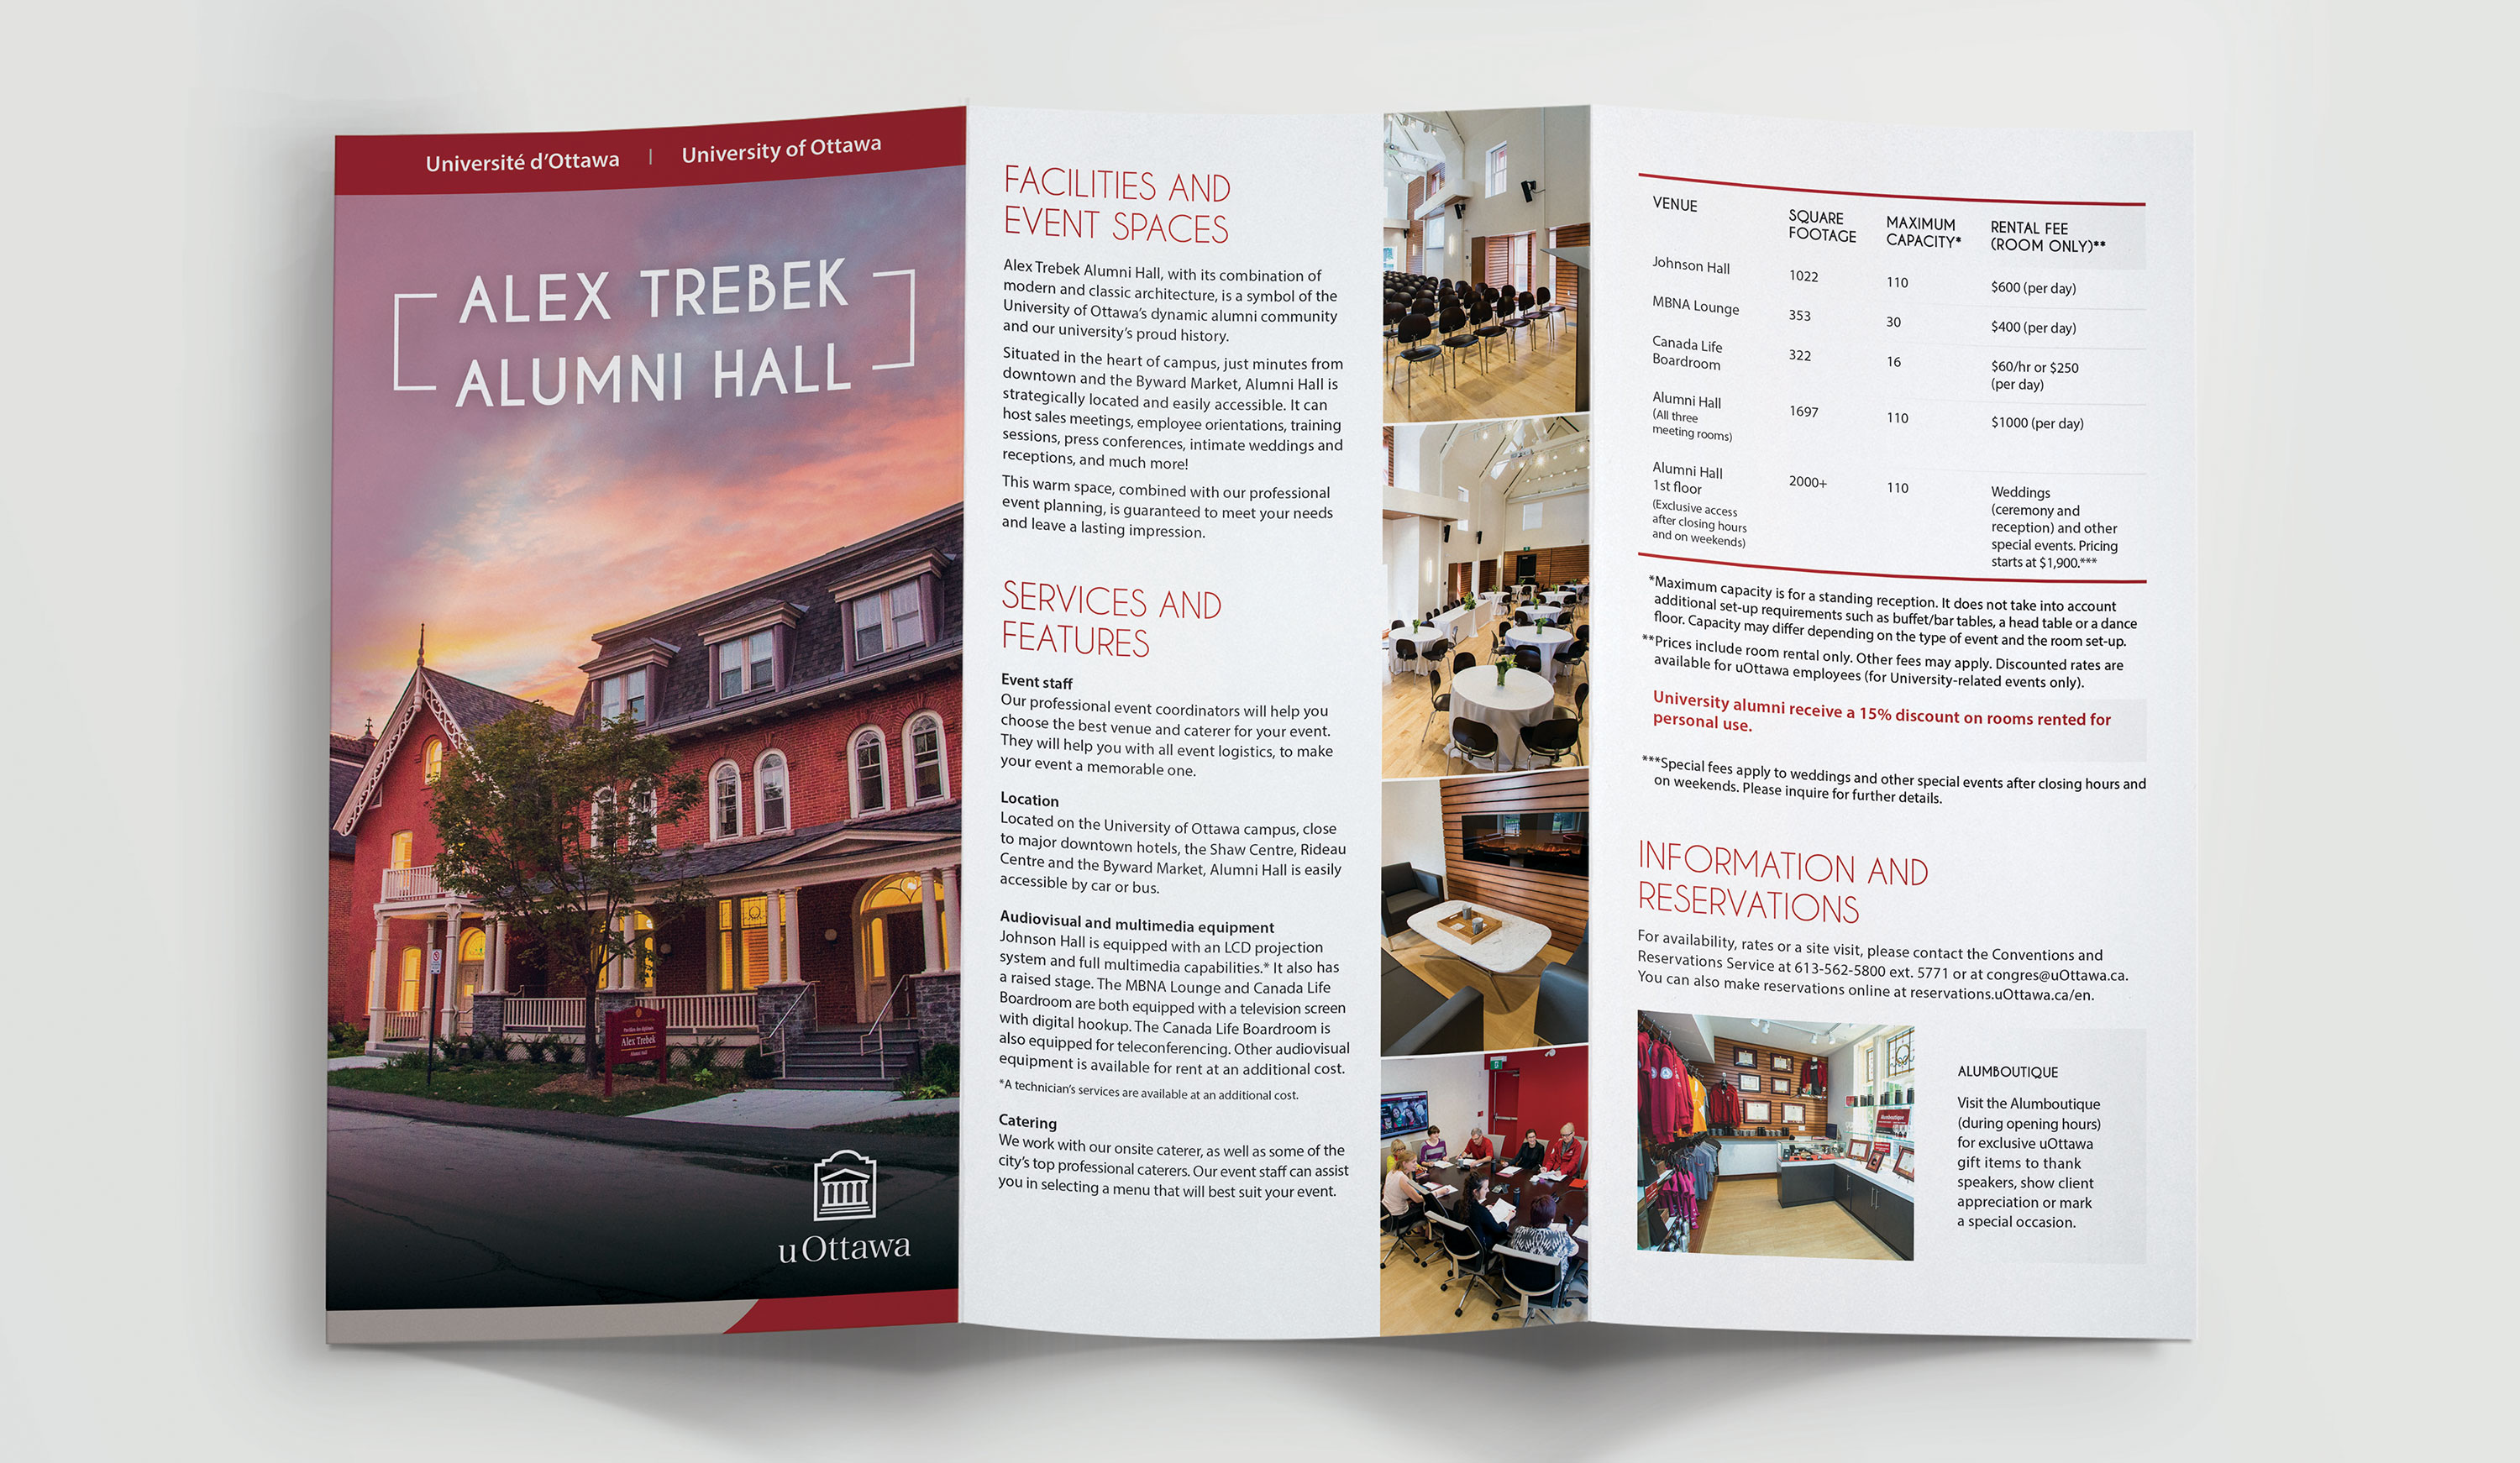 Université d'Ottawa | University of Ottawa
ALEX TREBEK
ALUMNI HALL
Alex Trebek
uOttawa
FACILITIES AND
EVENT SPACES
Alex Trebek Alumni Hall, with its combination of
modern and classic architecture, is a symbol of the
University of Ottawa's dynamic alumni community
and our university's proud history.
Situated in the heart of campus, just minutes from
downtown and the Byward Market, Alumni Hall is
strategically located and easily accessible. It can
host sales meetings, employee orientations, training
sessions, press conferences, intimate weddings and
receptions, and much more!
This warm space, combined with our professional
event planning, is guaranteed to meet your needs
and leave a lasting impression.
SERVICES AND
FEATURES
Event staff
Our professional event coordinators will help you
choose the best venue and caterer for your event.
They will help you with all event logistics, to make
your event a memorable one.
Location
Located on the University of Ottawa campus, close
to major downtown hotels, the Shaw Centre, Rideau
Centre and the Byward Market, Alumni Hall is easily
accessible by car or bus.
Audiovisual and multimedia equipment
Johnson Hall is equipped with an LCD projection
system and full multimedia capabilities.* It also has
a raised stage. The MBNA Lounge and Canada Life
Boardroom are both equipped with a television screen
with digital hookup. The Canada Life Boardroom is
also equipped for teleconferencing. Other audiovisual
equipment is available for rent at an additional cost.
*A technician's services are available at an additional cost.
Catering
We work with our onsite caterer, as well as some of the
city's top professional caterers. Our event staff can assist
you in selecting a menu that will best suit your event.
VENUE
SQUARE
FOOTAGE
MAXIMUM
CAPACITY*
RENTAL FEE
(ROOM ONLY)**
Johnson Hall 1022 110 $600 (per day)
MBNA Lounge 353 30 $400 (per day)
Canada Life
Boardroom
322 16 $60/hr or $250
(per day)
Alumni Hall
(All three
meeting rooms)
1697 110 $1000 (per day)
Alumni Hall
1st floor
(Exclusive access
after closing hours
and on weekends)
2000+ 110
Weddings
(ceremony and
reception) and other
special events. Pricing
starts at $1,900.***
*Maximum capacity is for a standing reception. It does not take into account
additional set-up requirements such as buffet/bar tables, a head table or a dance
floor. Capacity may differ depending on the type of event and the room set-up.
**Prices include room rental only. Other fees may apply. Discounted rates are
available for uOttawa employees (for University-related events only).
University alumni receive a 15% discount on rooms rented for
personal use.
***Special fees apply to weddings and other special events after closing hours and
on weekends. Please inquire for further details.
INFORMATION AND
RESERVATIONS
For availability, rates or a site visit, please contact the Conventions and
Reservations Service at 613-562-5800 ext. 5771 or at congres@uOttawa.ca.
You can also make reservations online at reservations.uOttawa.ca/en.
ALUMBOUTIQUE
Visit the Alumboutique
(during opening hours)
for exclusive uOttawa
gift items to thank
speakers, show client
appreciation or mark
a special occasion.